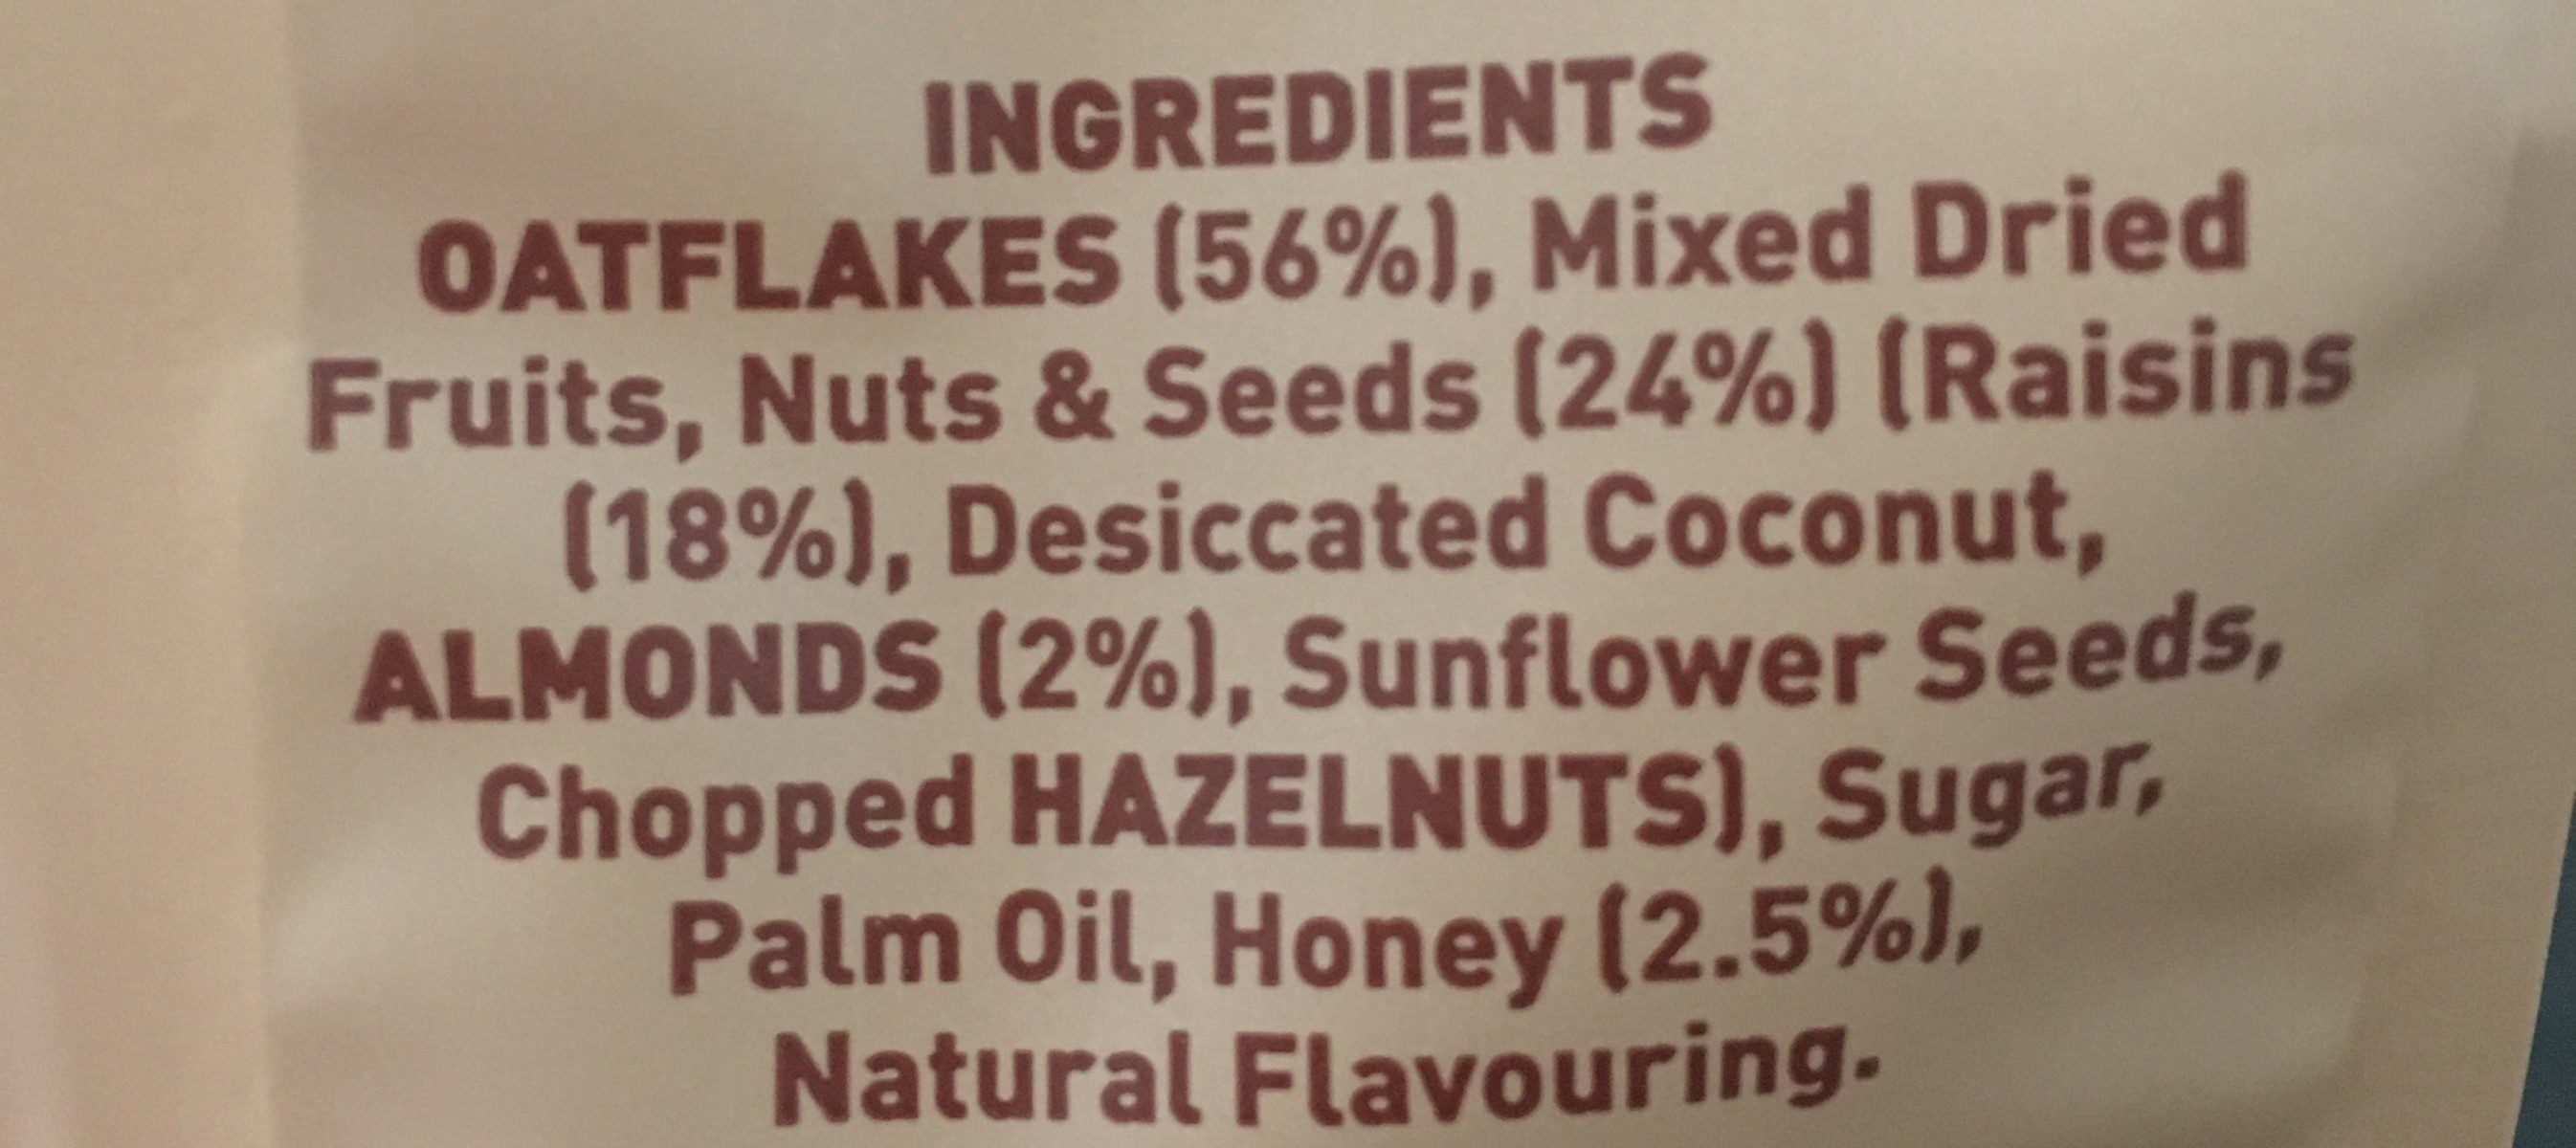 INGREDIENTS
OATFLAKES (56%), Mixed Dried
Fruits, Nuts & Seeds (24%) (Raisins
(18%), Desiccated Coconut,
ALMONDS (2%), Sunflower Seeds,
Chopped HAZELNUTS), Sugar,
Palm Oil, Honey (2.5%),
Natural Flavouring.